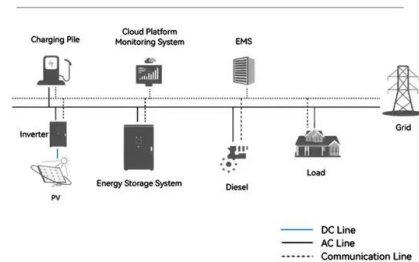 Charging Pile
Cloud Platform
Monitoring System
EMS
Grid
Inverter
PV
Energy Storage System
Diesel
Load
DC Line
AC Line
Communication Line